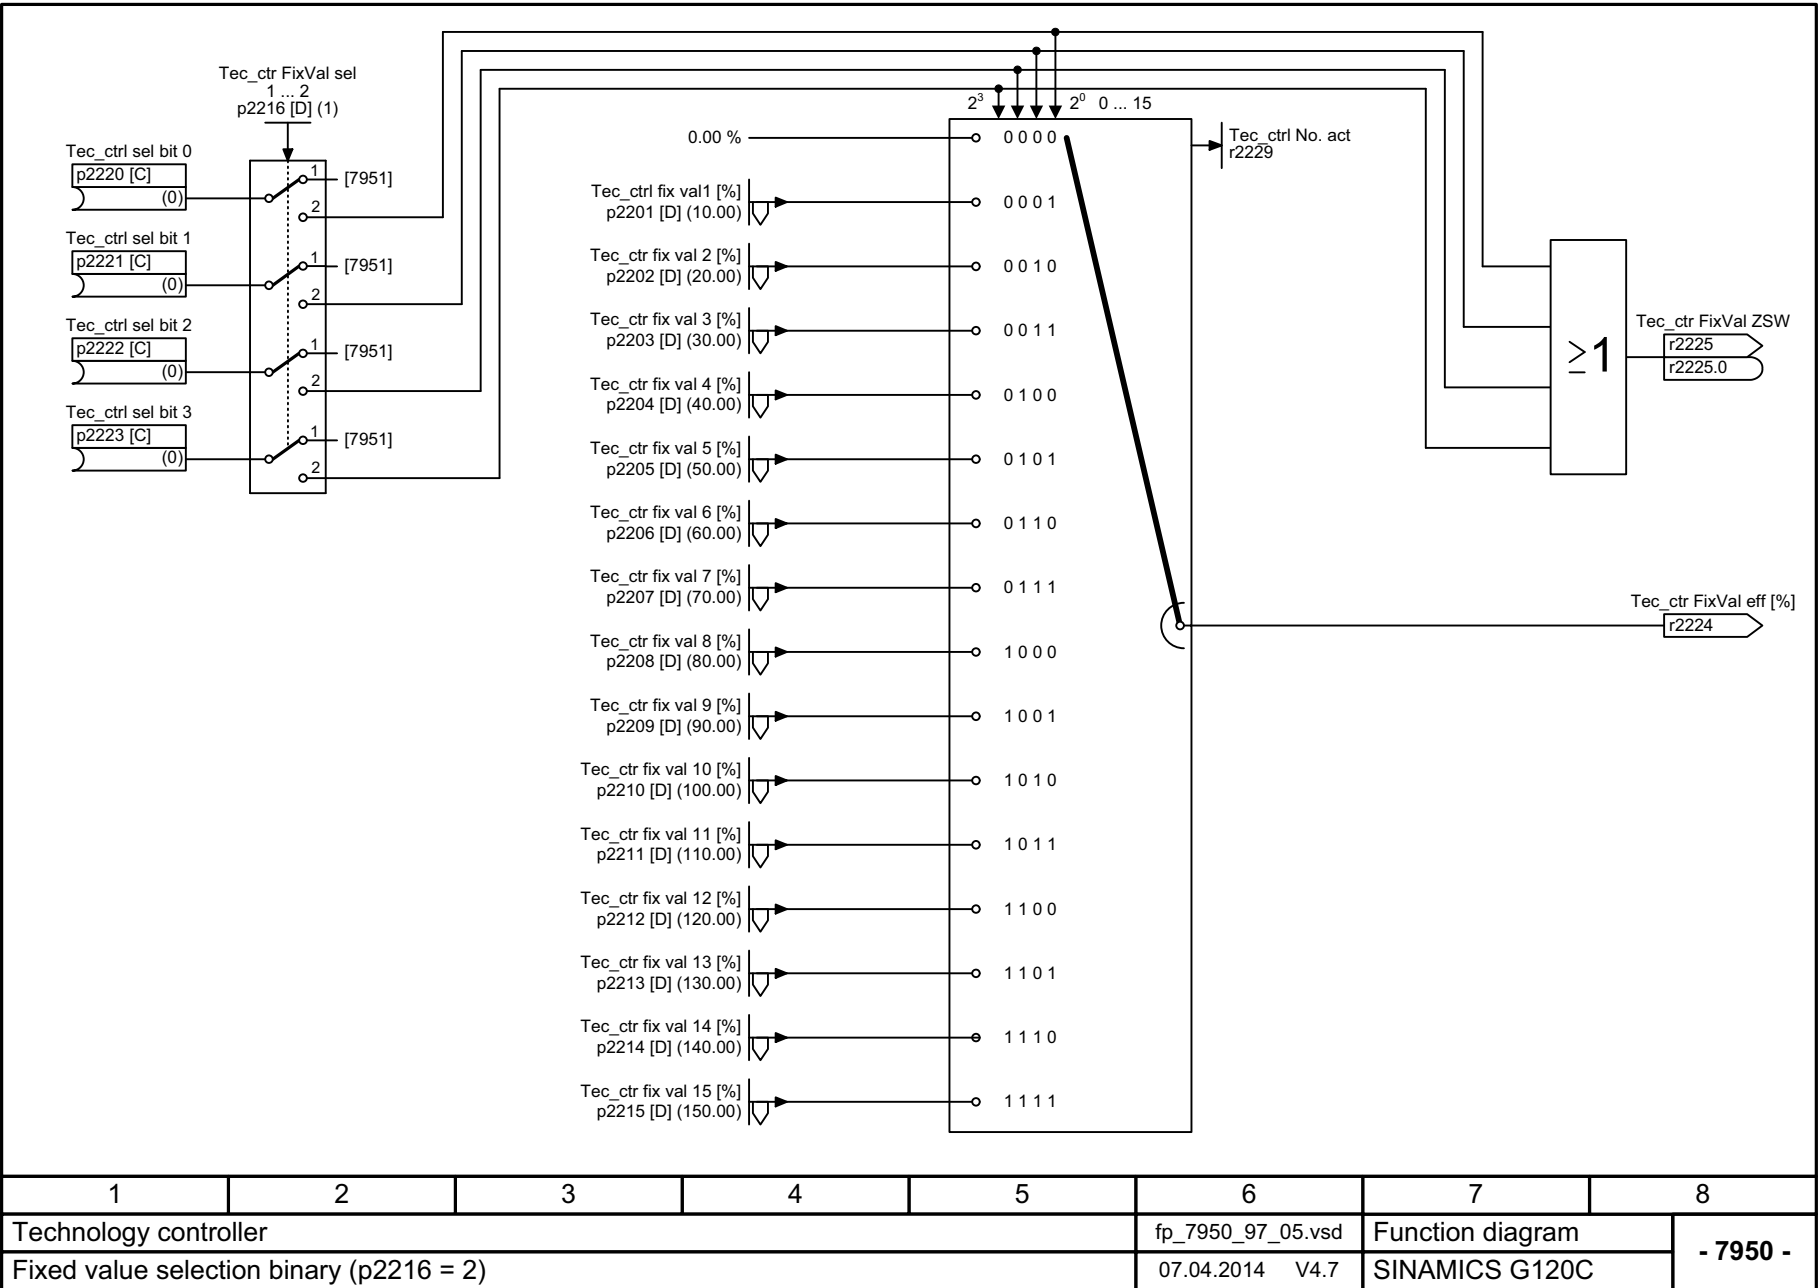 Tec_ctr FixVal sel
1 ... 2
p2216 [D] (1)
Tec_ctrl sel bit 0
p2220 [C]
(0)
1
[7951]
2
Tec_ctrl sel bit 1
p2221 [C]
(0)
1
[7951]
2
Tec_ctrl sel bit 2
p2222 [C]
(0)
1
[7951]
2
Tec_ctrl sel bit 3
p2223 [C]
(0)
1
[7951]
2
2³ 2⁰ 0 ... 15
0.00 % 0 0 0 0
Tec_ctrl fix val1 [%]
p2201 [D] (10.00) 0 0 0 1
Tec_ctr fix val 2 [%]
p2202 [D] (20.00) 0 0 1 0
Tec_ctr fix val 3 [%]
p2203 [D] (30.00) 0 0 1 1
Tec_ctr fix val 4 [%]
p2204 [D] (40.00) 0 1 0 0
Tec_ctr fix val 5 [%]
p2205 [D] (50.00) 0 1 0 1
Tec_ctr fix val 6 [%]
p2206 [D] (60.00) 0 1 1 0
Tec_ctr fix val 7 [%]
p2207 [D] (70.00) 0 1 1 1
Tec_ctr fix val 8 [%]
p2208 [D] (80.00) 1 0 0 0
Tec_ctr fix val 9 [%]
p2209 [D] (90.00) 1 0 0 1
Tec_ctr fix val 10 [%]
p2210 [D] (100.00) 1 0 1 0
Tec_ctr fix val 11 [%]
p2211 [D] (110.00) 1 0 1 1
Tec_ctr fix val 12 [%]
p2212 [D] (120.00) 1 1 0 0
Tec_ctr fix val 13 [%]
p2213 [D] (130.00) 1 1 0 1
Tec_ctr fix val 14 [%]
p2214 [D] (140.00) 1 1 1 0
Tec_ctr fix val 15 [%]
p2215 [D] (150.00) 1 1 1 1
Tec_ctrl No. act
r2229
≥1
Tec_ctr FixVal ZSW
r2225
r2225.0
Tec_ctr FixVal eff [%]
r2224
1 2 3 4 5 6 7 8
Technology controller fp_7950_97_05.vsd Function diagram
- 7950 -
Fixed value selection binary (p2216 = 2) 07.04.2014 V4.7 SINAMICS G120C